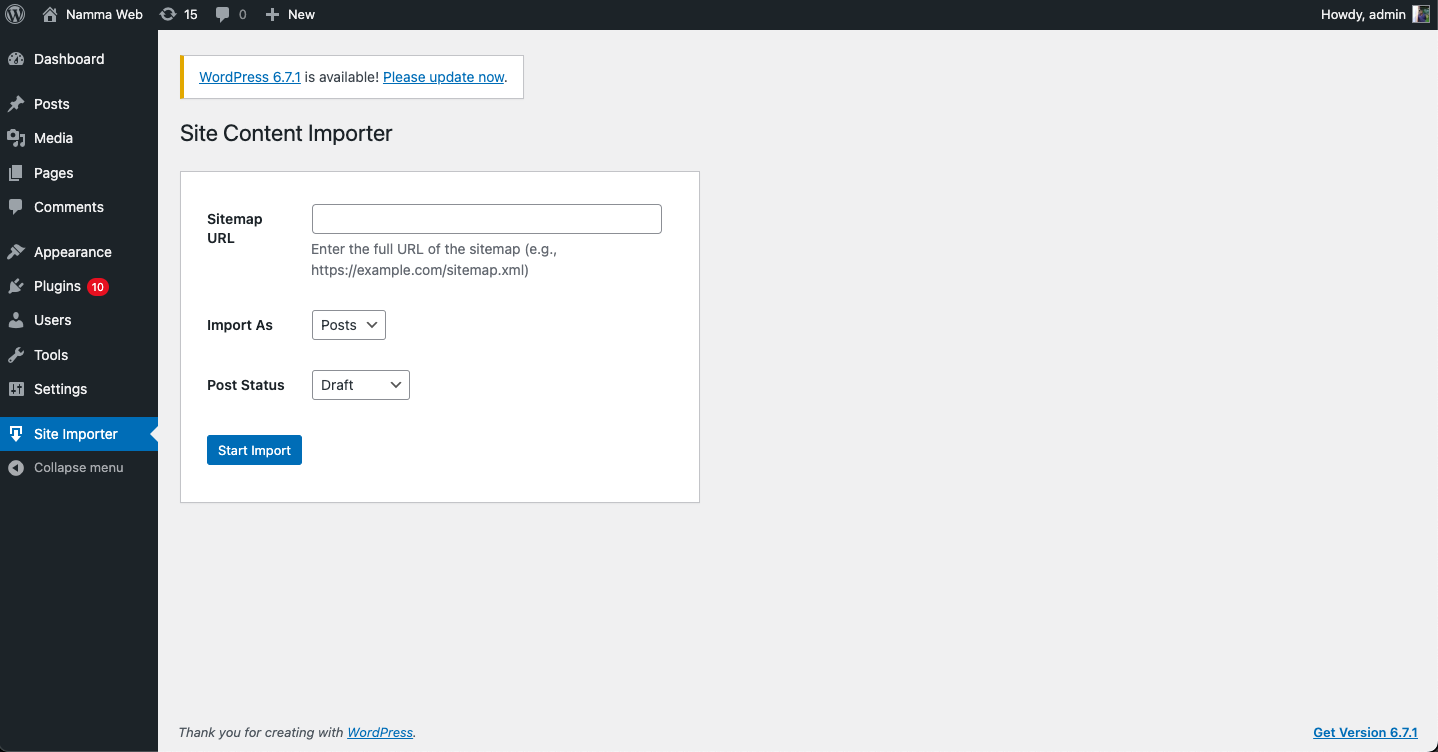 Namma Web 15 0 New Howdy, admin
Dashboard
Posts
Media
Pages
Comments
Appearance
Plugins 10
Users
Tools
Settings
Site Importer
Collapse menu
WordPress 6.7.1 is available! Please update now.
Site Content Importer
Sitemap
URL
Enter the full URL of the sitemap (e.g.,
https://example.com/sitemap.xml)
Import As Posts
Post Status Draft
Start Import
Thank you for creating with WordPress. Get Version 6.7.1